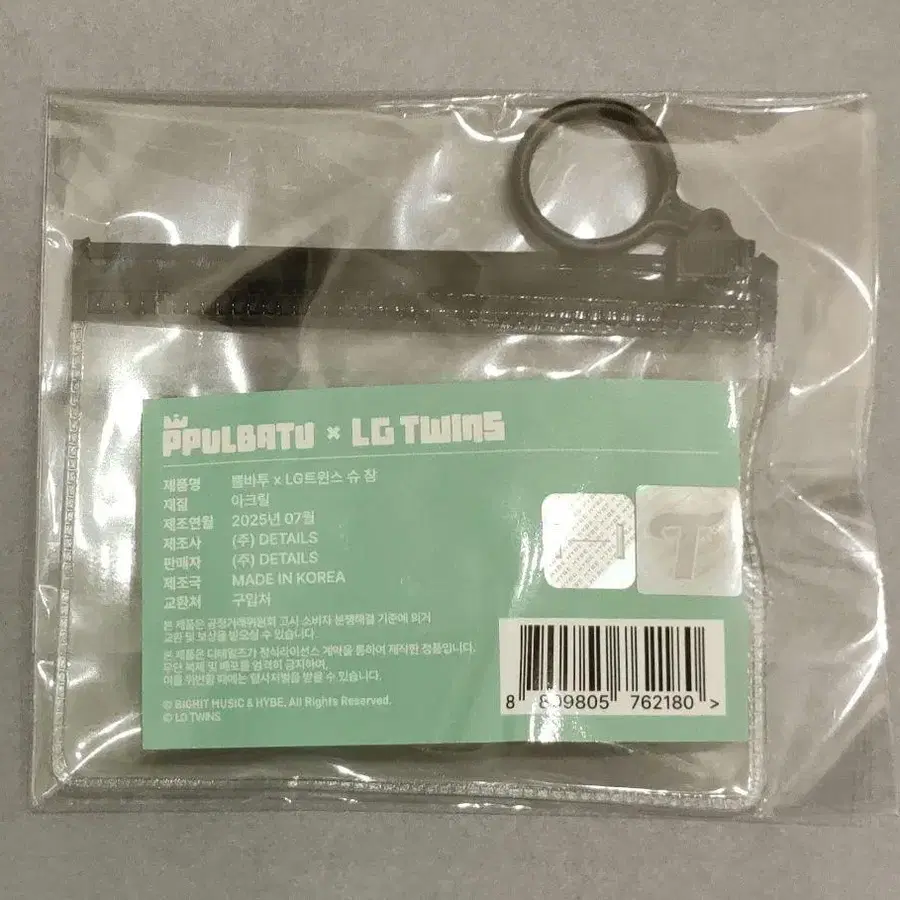 PPULBATU × LG TWINS
제품명 뿔바투 x LG트윈스 슈 참
재질 아크릴
제조연월 2025년 07월
제조사 (주) DETAILS
판매자 (주) DETAILS
제조국 MADE IN KOREA
교환처 구입처
본 제품은 공정거래위원회 고시 소비자 분쟁해결 기준에 의거
교환 및 보상을 받으실 수 있습니다.
본 제품은 디테일즈가 정식라이선스 계약을 통하여 제작한 정품입니다.
무단 복제 및 배포를 엄격히 금지하며,
이를 위반할 때에는 형사처벌을 받을 수 있습니다.
© BIGHIT MUSIC & HYBE. All Rights Reserved.
© LG TWINS
8 809805 762180 >